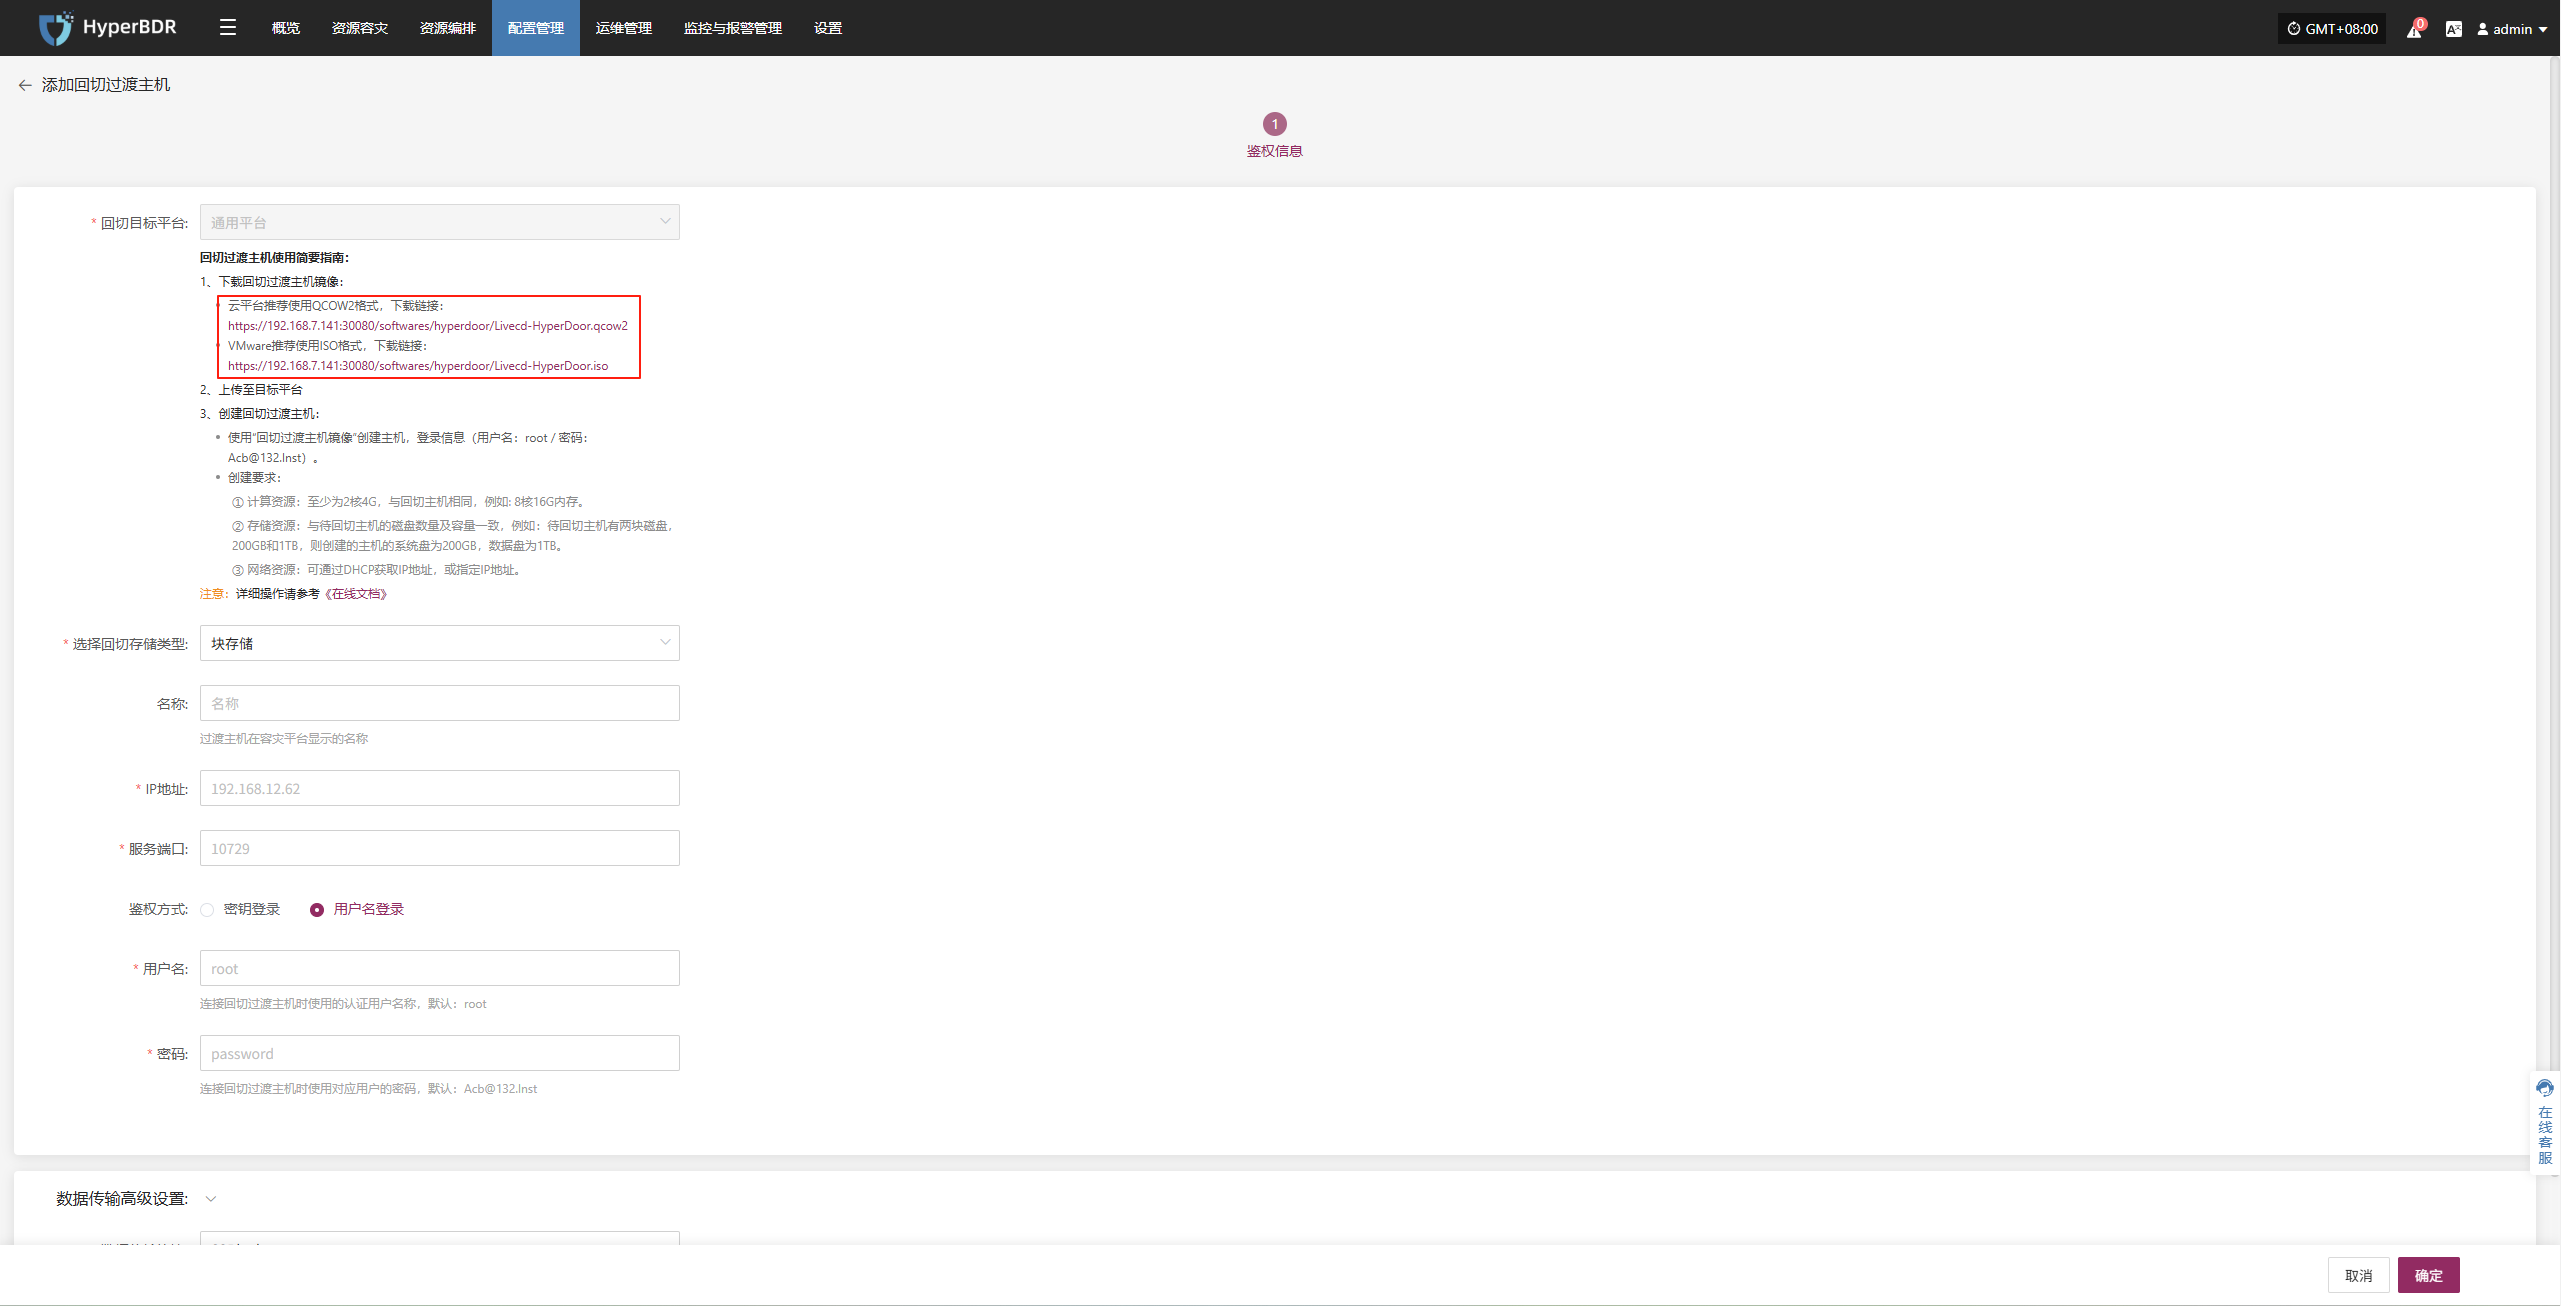 HyperBDR
概览
资源容灾
资源编排
配置管理
运维管理
监控与报警管理
设置
GMT+08:00
0
admin
添加回切过渡主机
1
鉴权信息
* 回切目标平台:
通用平台
回切过渡主机使用简要指南：
1、下载回切过渡主机镜像：
云平台推荐使用QCOW2格式，下载链接：
https://192.168.7.141:30080/softwares/hyperdoor/Livecd-HyperDoor.qcow2
VMware推荐使用ISO格式，下载链接：
https://192.168.7.141:30080/softwares/hyperdoor/Livecd-HyperDoor.iso
2、上传至目标平台
3、创建回切过渡主机：
• 使用“回切过渡主机镜像”创建主机，登录信息（用户名：root / 密码：
Acb@132.Inst）。
• 创建要求：
① 计算资源：至少为2核4G，与回切主机相同，例如: 8核16G内存。
② 存储资源：与待回切主机的磁盘数量及容量一致，例如：待回切主机有两块磁盘，
200GB和1TB，则创建的主机的系统盘为200GB，数据盘为1TB。
③ 网络资源：可通过DHCP获取IP地址，或指定IP地址。
注意：详细操作请参考《在线文档》
* 选择回切存储类型:
块存储
名称:
名称
过渡主机在容灾平台显示的名称
* IP地址:
192.168.12.62
* 服务端口:
10729
鉴权方式:
密钥登录
用户名登录
* 用户名:
root
连接回切过渡主机时使用的认证用户名称，默认：root
* 密码:
password
连接回切过渡主机时使用对应用户的密码，默认：Acb@132.Inst
在线客服
数据传输高级设置:
取消
确定